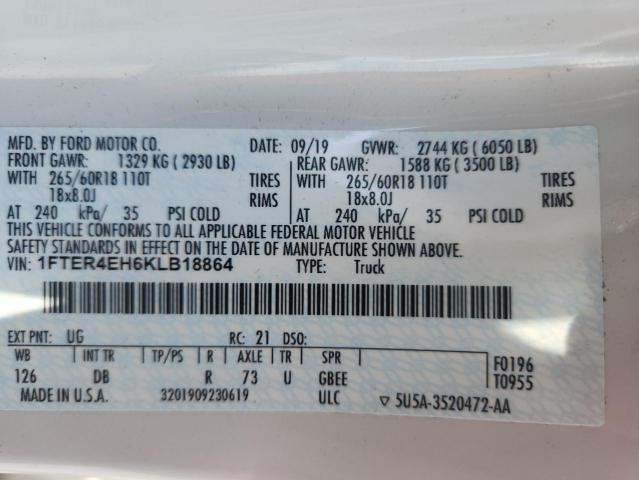 MFD. BY FORD MOTOR CO. DATE: 09/19 GVWR: 2744 KG ( 6050 LB)
FRONT GAWR: 1329 KG ( 2930 LB) REAR GAWR: 1588 KG ( 3500 LB)
WITH 265/60R18 110T TIRES WITH 265/60R18 110T TIRES
18x8.0J RIMS 18x8.0J RIMS
AT 240 kPa/ 35 PSI COLD AT 240 kPa/ 35 PSI COLD
THIS VEHICLE CONFORMS TO ALL APPLICABLE FEDERAL MOTOR VEHICLE
SAFETY STANDARDS IN EFFECT ON THE DATE OF MANUFACTURE SHOWN ABOVE.
VIN: 1FTER4EH6KLB18864 TYPE: Truck
EXT PNT: UG RC: 21 DSO:
WB INT TR TP/PS R AXLE TR SPR F0196
126 DB R 73 U GBEE T0955
MADE IN U.S.A. 3201909230619 ULC ▽ 5U5A-3520472-AA